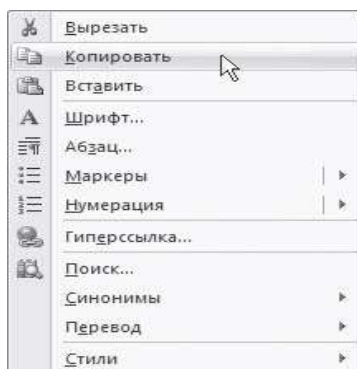 Вырезать
Копировать
Вставить
Шрифт...
Абзац...
Маркеры
Нумерация
Гиперссылка...
Поиск...
Синонимы
Перевод
Стили